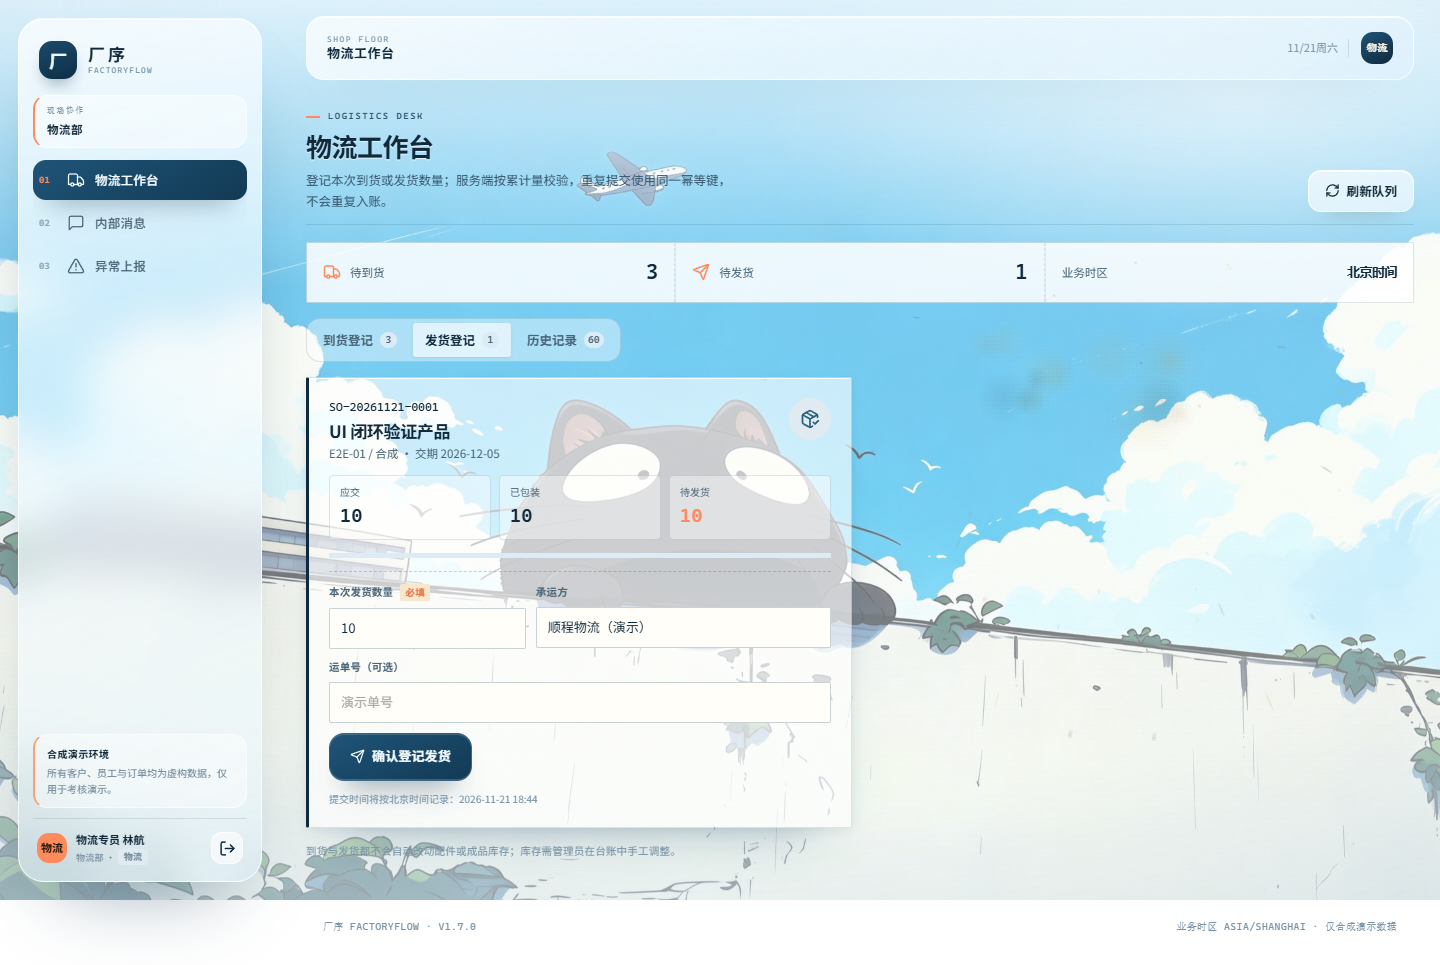 厂
厂序
FACTORYFLOW
现场协作
物流部
01 物流工作台
02 内部消息
03 异常上报
合成演示环境
所有客户、员工与订单均为虚构数据，仅
用于考核演示。
物流
物流专员 林航
物流部 · 物流
SHOP FLOOR
物流工作台
11/21周六
物流
LOGISTICS DESK
物流工作台
登记本次到货或发货数量；服务端按累计量校验，重复提交使用同一幂等键，
不会重复入账。
刷新队列
待到货 3
待发货 1
业务时区 北京时间
到货登记 3
发货登记 1
历史记录 60
SO-20261121-0001
UI 闭环验证产品
E2E-01 / 合成 · 交期 2026-12-05
应交
10
已包装
10
待发货
10
本次发货数量 必填
承运方
10
顺程物流（演示）
运单号（可选）
演示单号
确认登记发货
提交时间将按北京时间记录：2026-11-21 18:44
到货与发货都不会自动改动配件或成品库存；库存需管理员在台账中手工调整。
厂序 FACTORYFLOW · V1.7.0
业务时区 ASIA/SHANGHAI · 仅合成演示数据